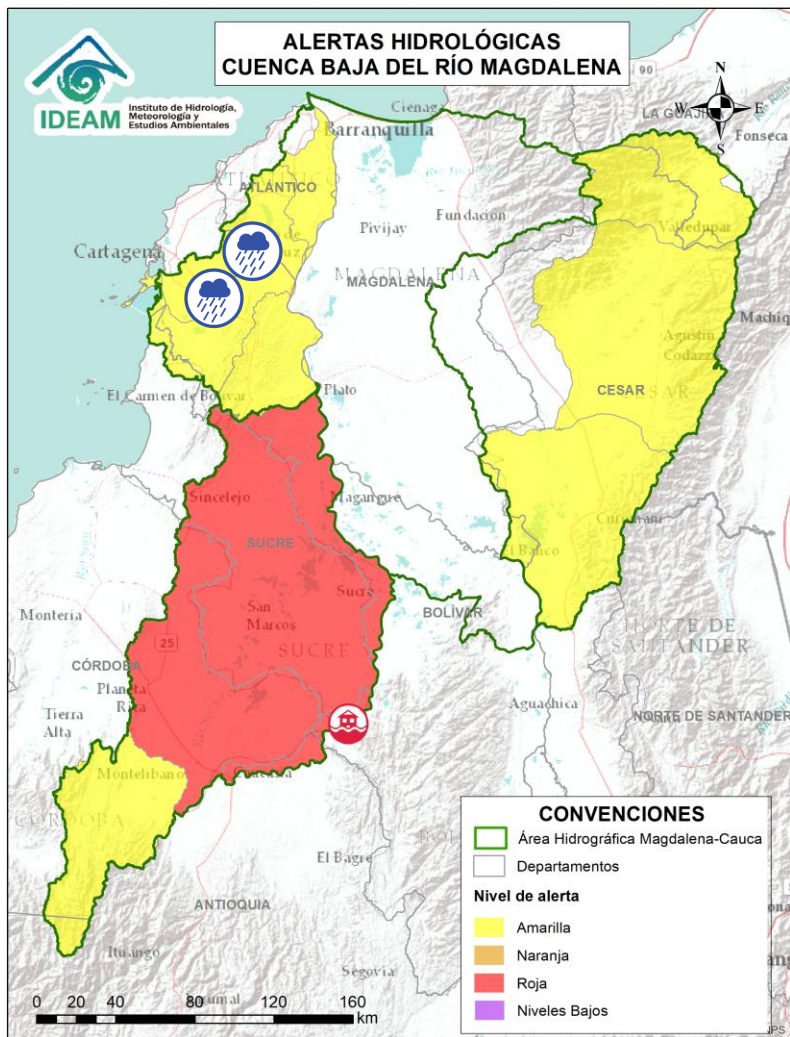 ALERTAS HIDROLÓGICAS
CUENCA BAJA DEL RÍO MAGDALENA
IDEAM
Instituto de Hidrología,
Meteorología y
Estudios Ambientales
N
W
E
S
90
Ciénaga
LA GUAJIRA
Fonseca
Barranquilla
ATLÁNTICO
Fundación
Pivijay
Valledupar
Cartagena
MAGDALENA
MAGDALENA
Machiq
Agustín
Codazzi
CESAR
Plato
El Carmen de Bolívar
Sincelejo
Magangué
SUCRE
El Banco
Sucre
BOLÍVAR
San
Marcos
Montería
NORTE DE
SANTANDER
SUCRE
25
CÓRDOBA
Planeta
Rica
Aguachica
Tierra
Alta
NORTE DE SANTANDER
Montelíbano
El Bagre
ANTIOQUIA
Ituango
Segovia
CONVENCIONES
Área Hidrográfica Magdalena-Cauca
Departamentos
Nivel de alerta
Amarilla
Naranja
Roja
Niveles Bajos
0 20 40 80 120 160
km